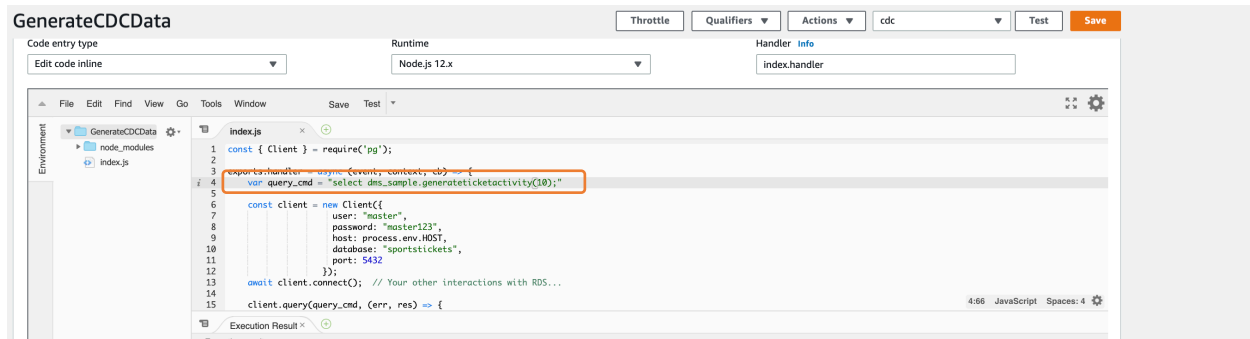 GenerateCDCData
Throttle Qualifiers Actions cdc Test Save
Code entry type Runtime Handler Info
Edit code inline Node.js 12.x index.handler
File Edit Find View Go Tools Window Save Test
Environment
GenerateCDCData
node_modules
index.js
index.js
1 const { Client } = require('pg');
2
3 exports.handler = async (event, context, cb) => {
i 4 var query_cmd = "select dms_sample.generateticketactivity(10);"
5
6 const client = new Client({
7 user: "master",
8 password: "master123",
9 host: process.env.HOST,
10 database: "sportstickets",
11 port: 5432
12 });
13 await client.connect(); // Your other interactions with RDS...
14
15 client.query(query_cmd, (err, res) => {
4:66 JavaScript Spaces: 4
Execution Result